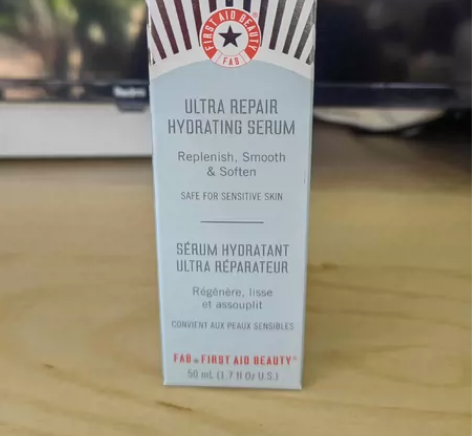 FIRST AID BEAUTY®
FAB
ULTRA REPAIR
HYDRATING SERUM
Replenish, Smooth
& Soften
SAFE FOR SENSITIVE SKIN
SÉRUM HYDRATANT
ULTRA RÉPARATEUR
Régénère, lisse
et assouplit
CONVIENT AUX PEAUX SENSIBLES
FAB FIRST AID BEAUTY®
50 mL (1.7 fl Oz U.S.)